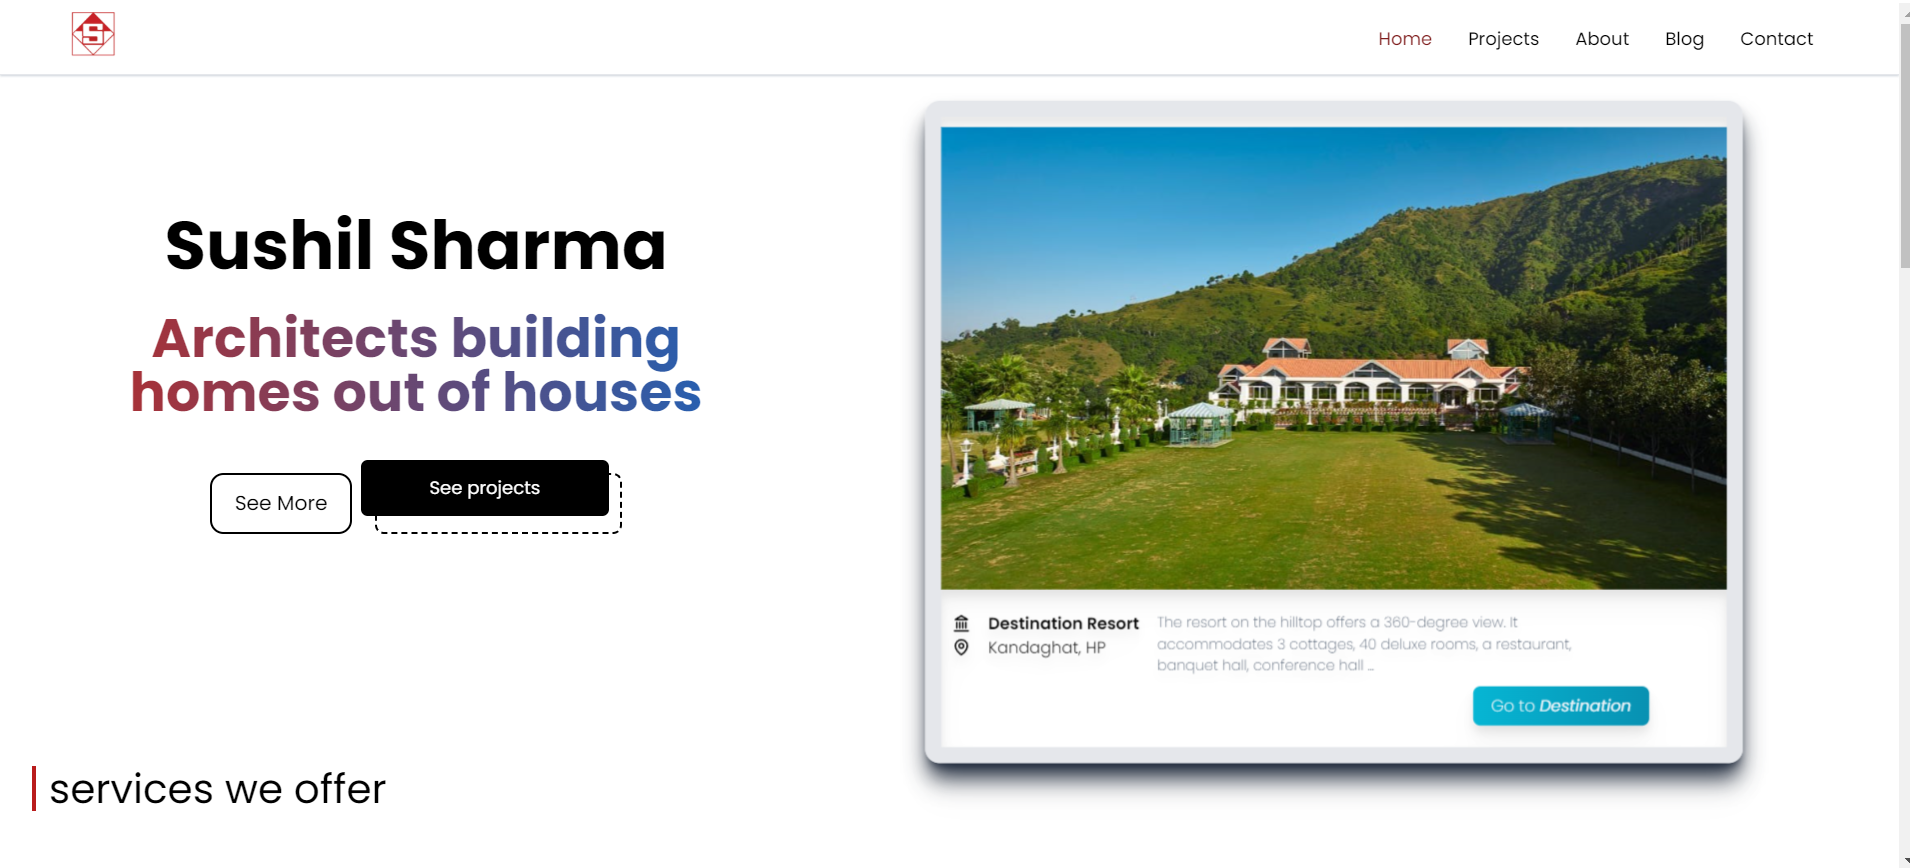 S
Home Projects About Blog Contact
Sushil Sharma
Architects building
homes out of houses
See More
See projects
Destination Resort
Kandaghat, HP
The resort on the hilltop offers a 360-degree view. It
accommodates 3 cottages, 40 deluxe rooms, a restaurant,
banquet hall, conference hall ...
Go to Destination
services we offer